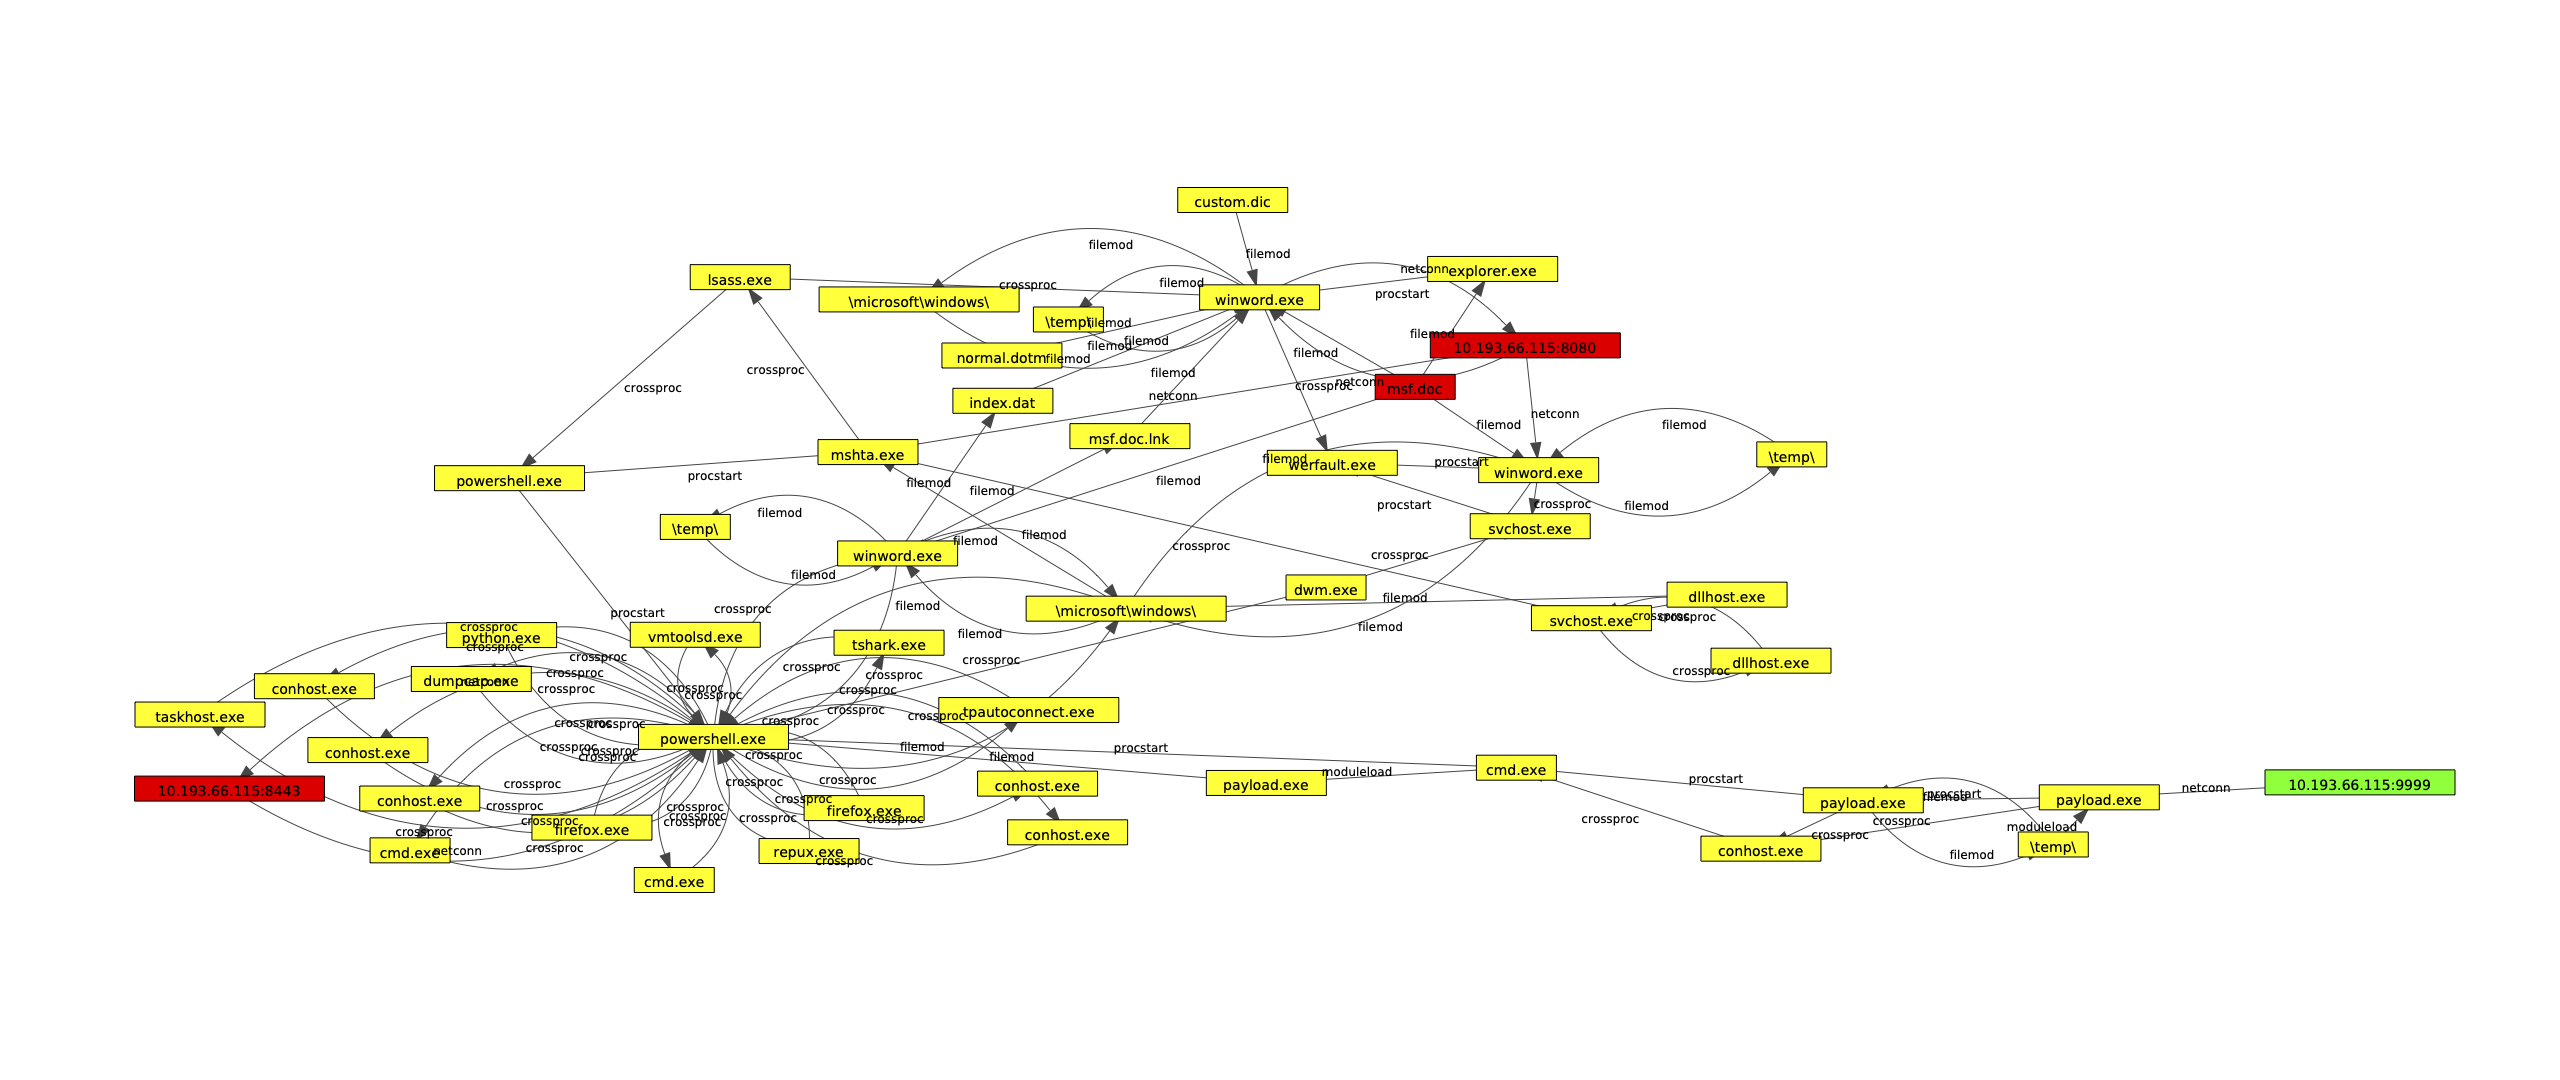 custom.dic
filemod
filemod
lsass.exe
crossproc
\microsoft\windows\
filemod
winword.exe
netconn
explorer.exe
procstart
\temp\
filemod
filemod
filemod
filemod
10.193.66.115:8080
normal.dotm
filemod
filemod
filemod
crossproc
crossproc
filemod
crossproc
netconn
msf.doc
netconn
index.dat
netconn
filemod
filemod
msf.doc.lnk
mshta.exe
filemod
werfault.exe
procstart
winword.exe
\temp\
powershell.exe
procstart
filemod
filemod
filemod
procstart
crossproc
filemod
\temp\
filemod
svchost.exe
filemod
filemod
crossproc
winword.exe
crossproc
filemod
dwm.exe
filemod
dllhost.exe
procstart
crossproc
filemod
\microsoft\windows\
svchost.exe
crossproc
crossproc
crossproc
python.exe
vmtoolsd.exe
filemod
filemod
crossproc
crossproc
tshark.exe
crossproc
crossproc
dllhost.exe
crossproc
dumpcap.exe
netconn
crossproc
crossproc
crossproc
conhost.exe
crossproc
crossproc
crossproc
crossproc
taskhost.exe
crossproc
crossproc
crossproc
crossproc
tpautoconnect.exe
powershell.exe
crossproc
crossproc
crossproc
crossproc
filemod
filemod
procstart
conhost.exe
crossproc
crossproc
crossproc
crossproc
moduleload
cmd.exe
procstart
10.193.66.115:8443
conhost.exe
conhost.exe
payload.exe
10.193.66.115:9999
netconn
crossproc
crossproc
crossproc
crossproc
firefox.exe
payload.exe
filemod
procstart
payload.exe
crossproc
firefox.exe
crossproc
crossproc
crossproc
crossproc
crossproc
crossproc
crossproc
moduleload
conhost.exe
cmd.exe
netconn
crossproc
repux.exe
crossproc
conhost.exe
filemod
\temp\
cmd.exe